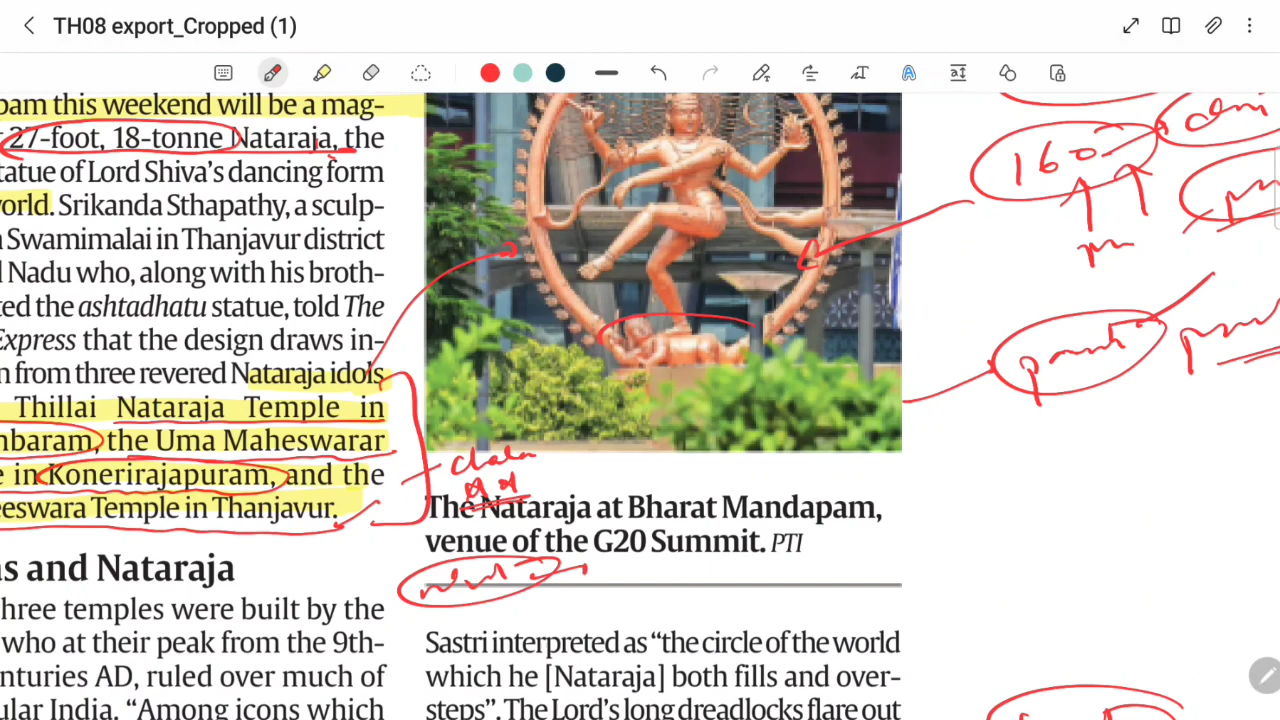 TH08 export_Cropped (1)
pam this weekend will be a mag-
27-foot, 18-tonne Nataraja, the
tatue of Lord Shiva's dancing form
vorld. Srikanda Sthapathy, a sculp-
Swamimalai in Thanjavur district
l Nadu who, along with his broth-
ted the ashtadhatu statue, told The
Express that the design draws in-
n from three revered Nataraja idols
Thillai Nataraja Temple in
nbaram, the Uma Maheswarar
e in Konerirajapuram, and the
eeswara Temple in Thanjavur.
as and Nataraja
hree temples were built by the
who at their peak from the 9th-
nturies AD, ruled over much of
ular India. “Among icons which
160
chola
The Nataraja at Bharat Mandapam,
venue of the G20 Summit. PTI
Sastri interpreted as “the circle of the world
which he [Nataraja] both fills and over-
steps”. The Lord's long dreadlocks flare out